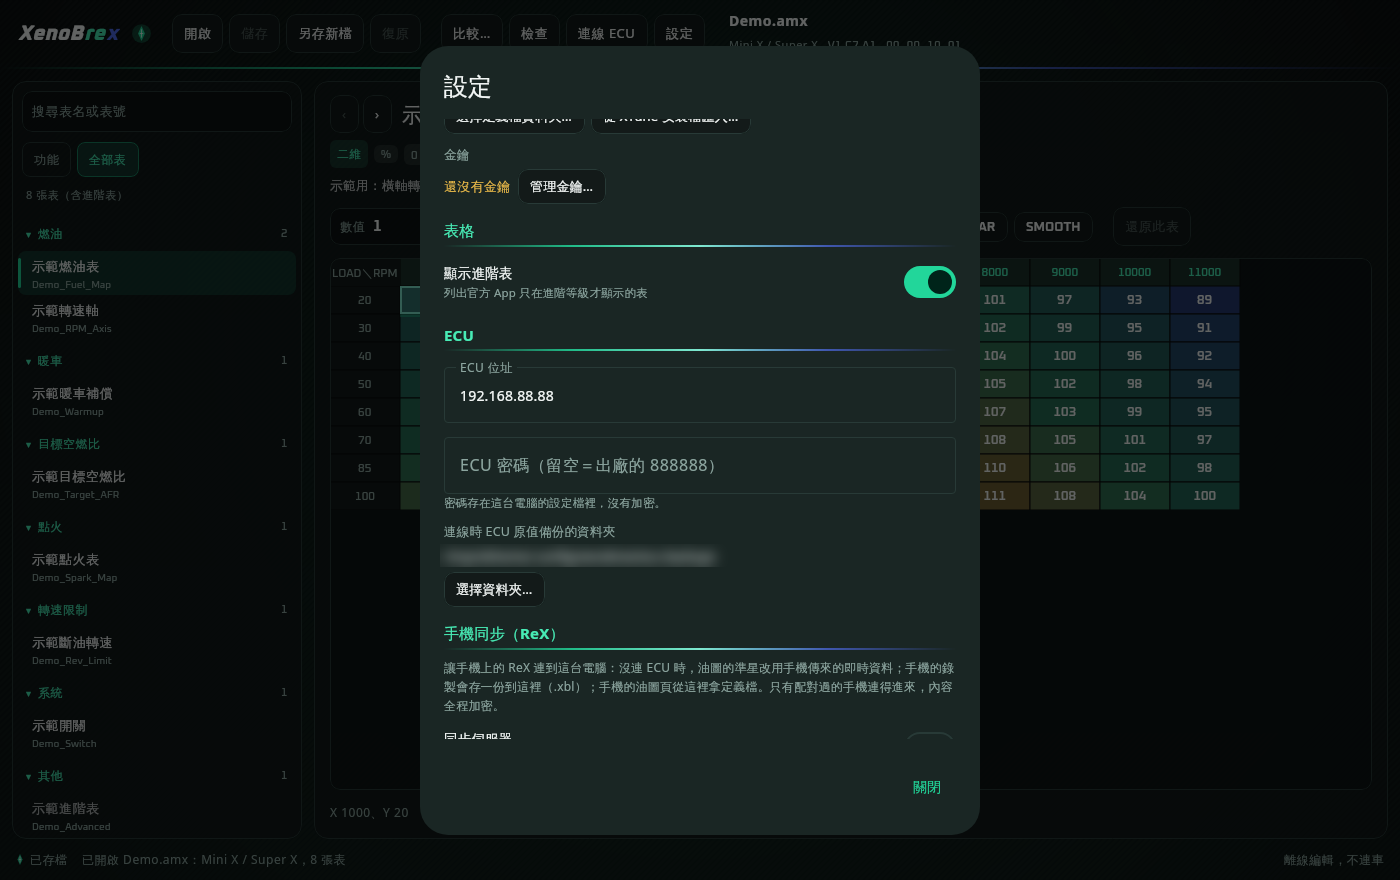 XenoBrex
開啟
儲存
另存新檔
復原
比較...
檢查
連線 ECU
設定
Demo.amx
搜尋表名或表號
功能
全部表
8 張表（含進階表）
▾ 燃油 2
示範燃油表
Demo_Fuel_Map
示範轉速軸
Demo_RPM_Axis
▾ 暖車 1
示範暖車補償
Demo_Warmup
▾ 目標空燃比 1
示範目標空燃比
Demo_Target_AFR
▾ 點火 1
示範點火表
Demo_Spark_Map
▾ 轉速限制 1
示範斷油轉速
Demo_Rev_Limit
▾ 系統 1
示範開關
Demo_Switch
▾ 其他 1
示範進階表
Demo_Advanced
‹ › 示
二維 % 0
示範用：橫軸轉
數值 1
AR
SMOOTH
還原此表
LOAD＼RPM 8000 9000 10000 11000
20 101 97 93 89
30 102 99 95 91
40 104 100 96 92
50 105 102 98 94
60 107 103 99 95
70 108 105 101 97
85 110 106 102 98
100 111 108 104 100
X 1000、Y 20
設定
金鑰
還沒有金鑰
管理金鑰...
表格
顯示進階表
列出官方 App 只在進階等級才顯示的表
ECU
ECU 位址
192.168.88.88
ECU 密碼（留空＝出廠的 888888）
密碼存在這台電腦的設定檔裡，沒有加密。
連線時 ECU 原值備份的資料夾
選擇資料夾...
手機同步（ReX）
讓手機上的 ReX 連到這台電腦：沒連 ECU 時，油圖的準星改用手機傳來的即時資料；手機的錄
製會存一份到這裡（.xbl）；手機的油圖頁從這裡拿定義檔。只有配對過的手機連得進來，內容
全程加密。
同步伺服器
關閉
已存檔
已開啟 Demo.amx：Mini X / Super X，8 張表
離線編輯，不連車